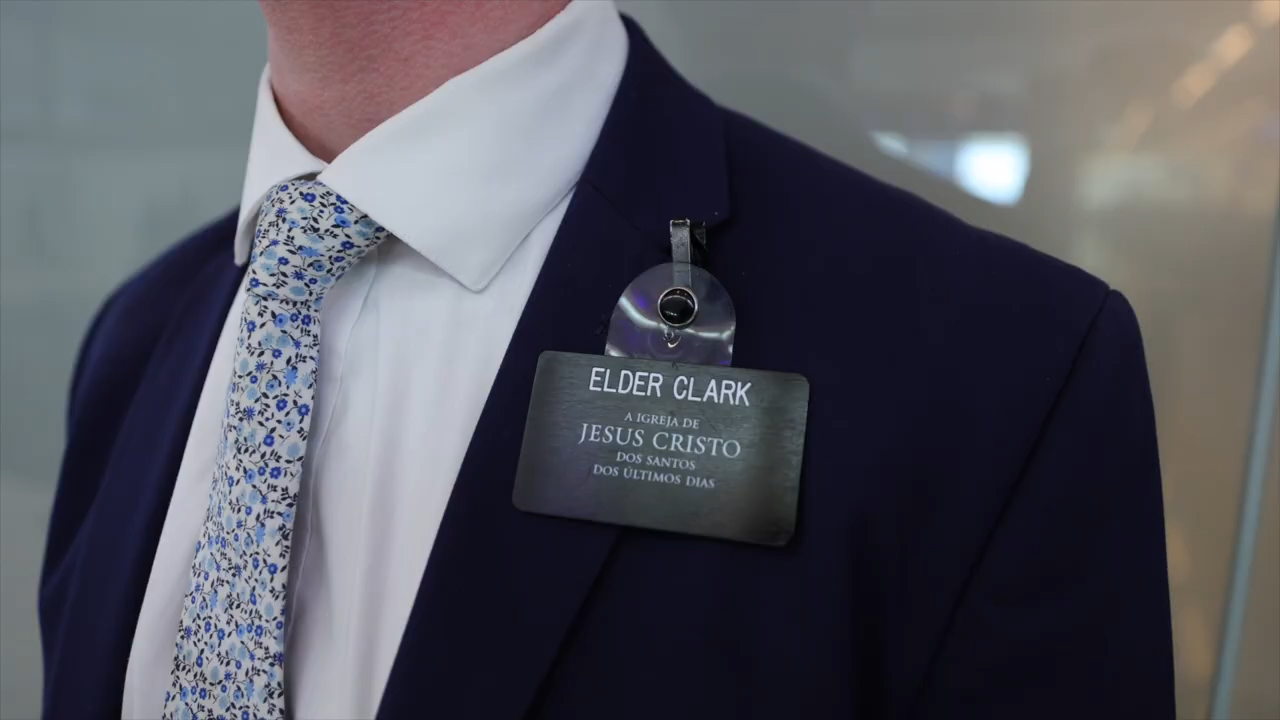 ELDER CLARK
A IGREJA DE
JESUS CRISTO
DOS SANTOS
DOS ÚLTIMOS DIAS